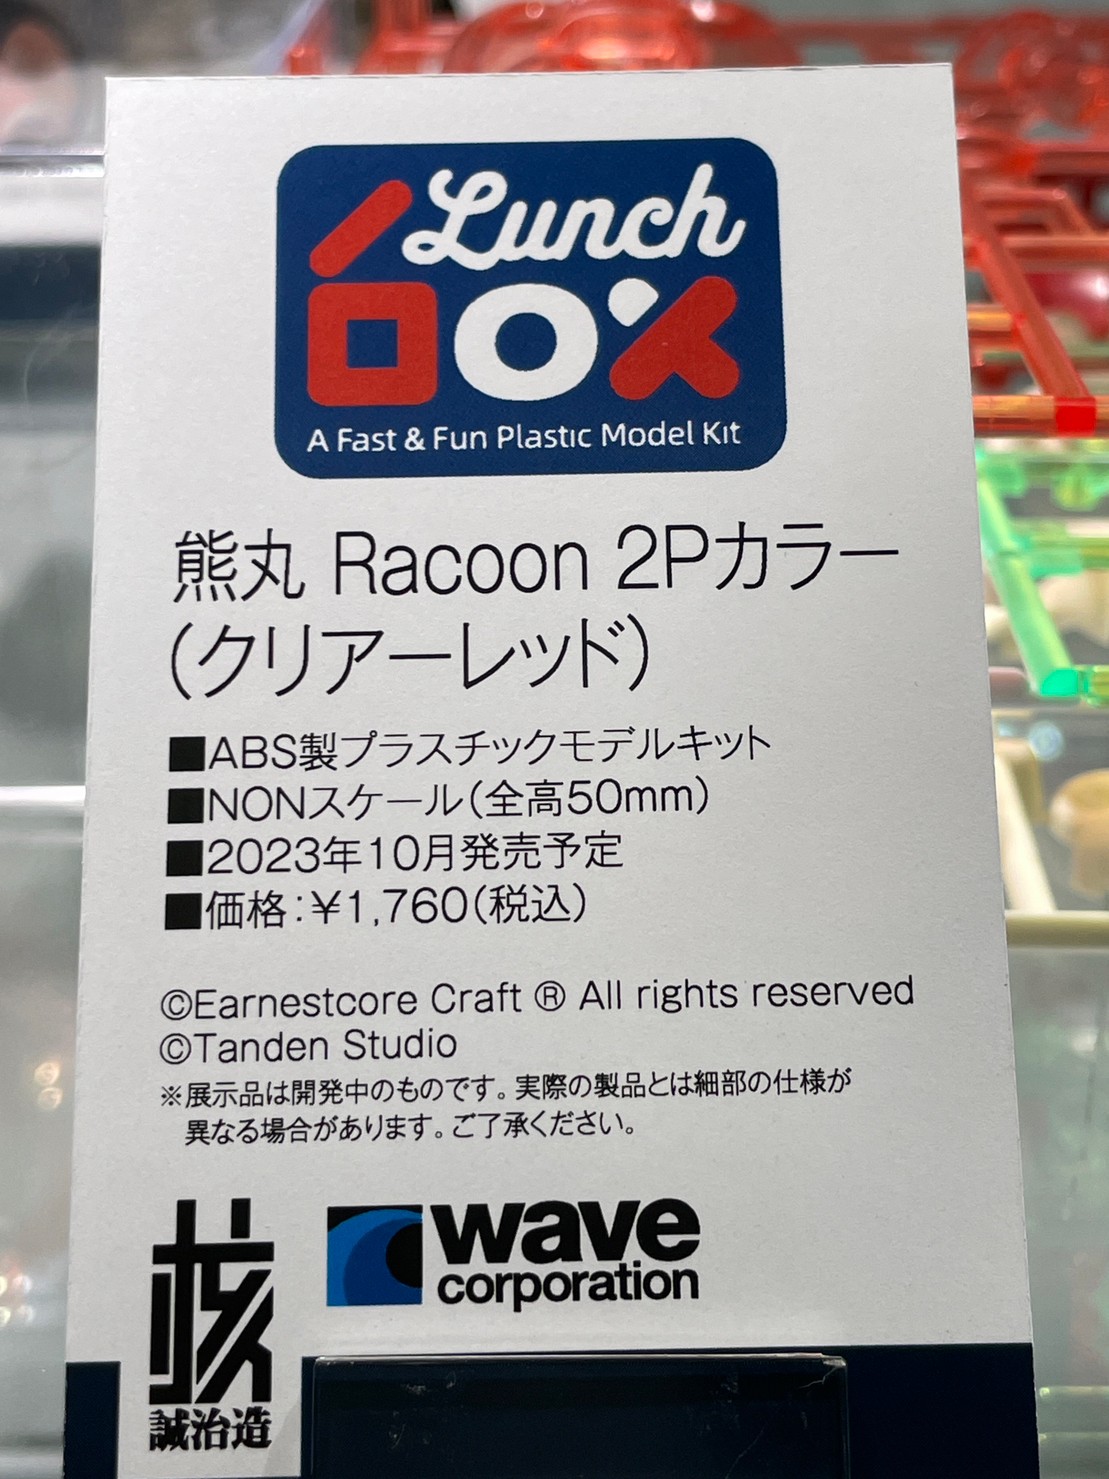 Lunch
BOX
A Fast & Fun Plastic Model Kit
熊丸 Racoon 2Pカラー
(クリアーレッド)
■ABS製プラスチックモデルキット
■NONスケール(全高50mm)
■2023年10月発売予定
■価格:¥1,760(税込)
©Earnestcore Craft ® All rights reserved
©Tanden Studio
※展示品は開発中のものです。実際の製品とは細部の仕様が
異なる場合があります。ご了承ください。
核
誠治造
wave
corporation